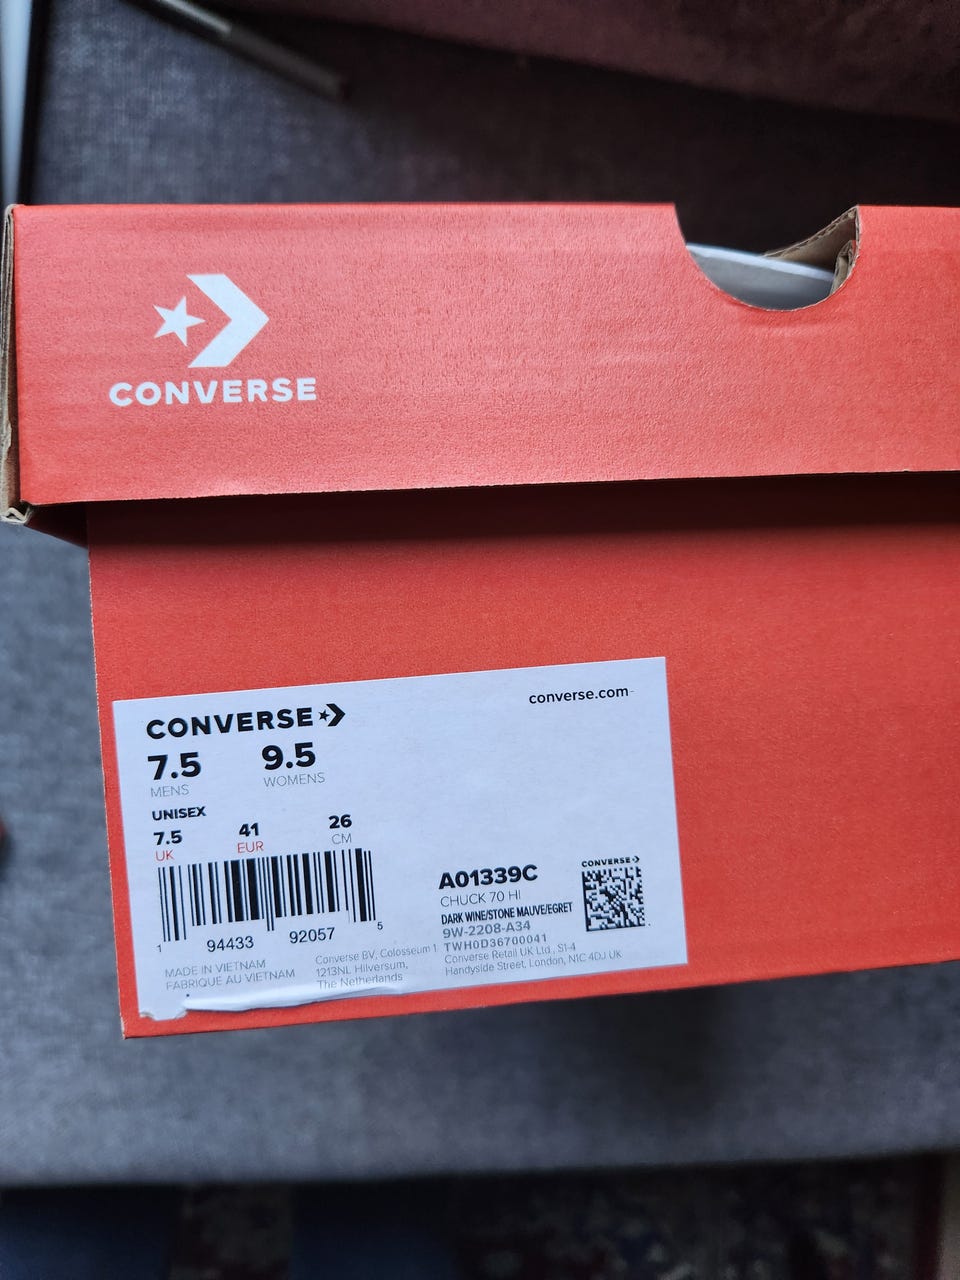 CONVERSE
CONVERSE
converse.com
7.5 9.5
MENS WOMENS
UNISEX
7.5 41 26
UK EUR CM
1 94433 92057 5
MADE IN VIETNAM
FABRIQUE AU VIETNAM
Converse BV, Colosseum 1
1213NL Hilversum,
The Netherlands
CONVERSE
A01339C
CHUCK 70 HI
DARK WINE/STONE MAUVE/EGRET
9W-2208-A34
TWH0D36700041
Converse Retail UK Ltd., S1-4
Handyside Street, London, N1C 4DJ UK